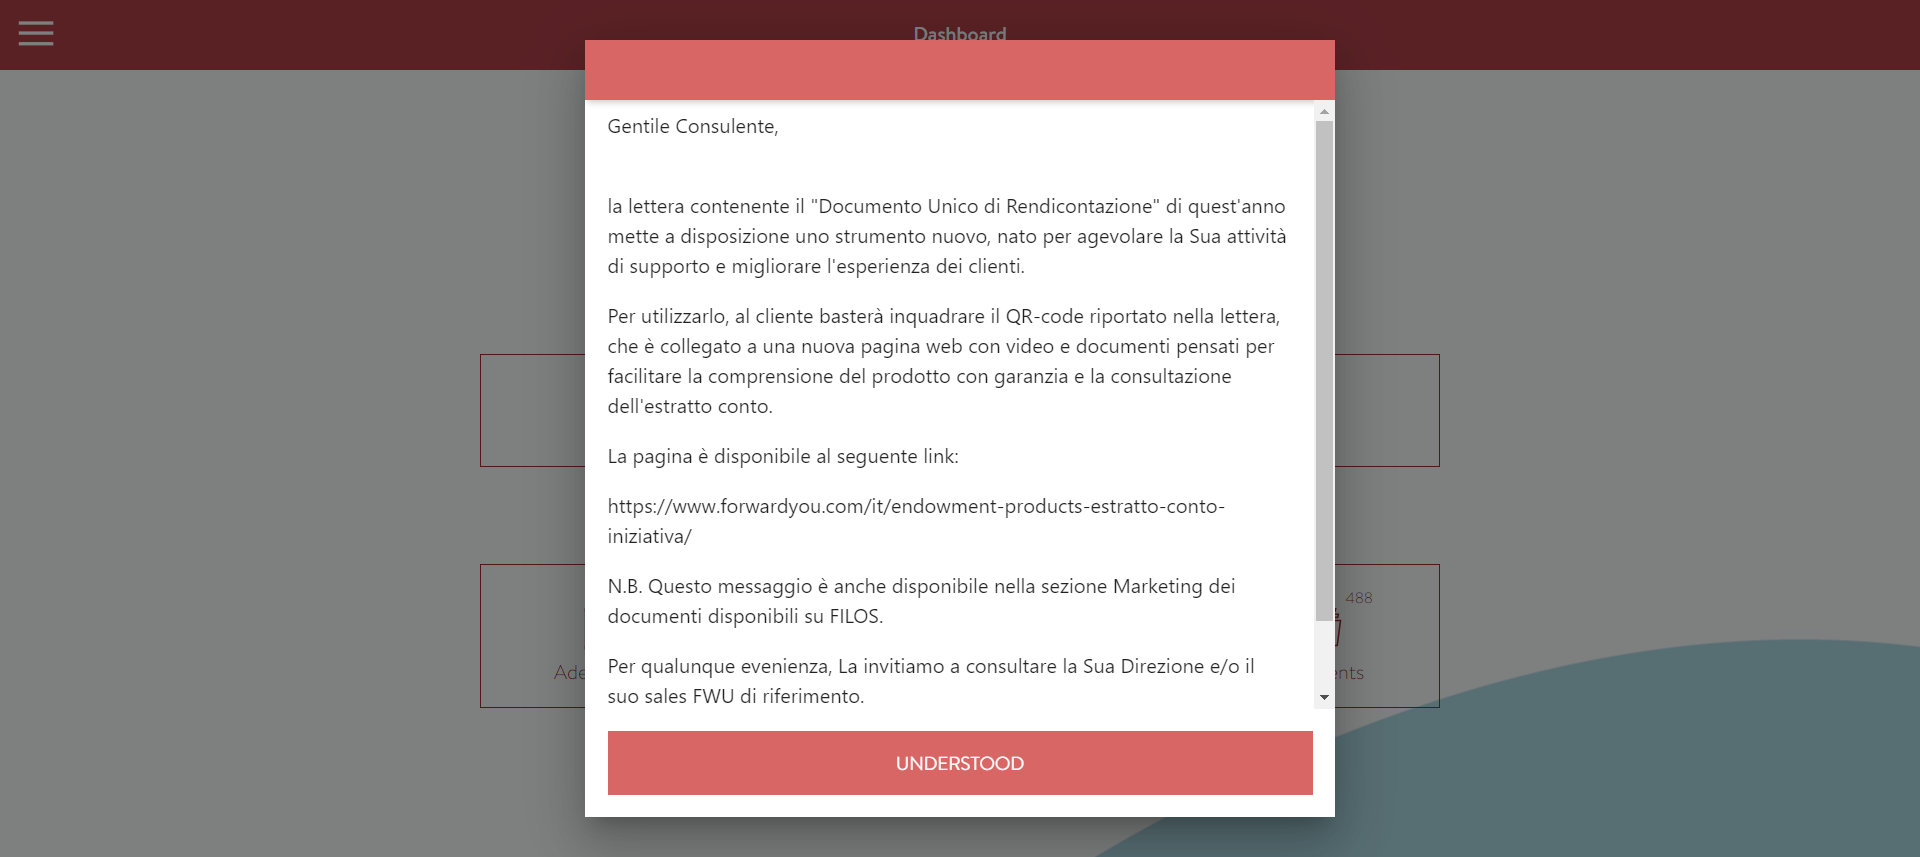 Dashboard
Gentile Consulente,
la lettera contenente il "Documento Unico di Rendicontazione" di quest'anno
mette a disposizione uno strumento nuovo, nato per agevolare la Sua attività
di supporto e migliorare l'esperienza dei clienti.
Per utilizzarlo, al cliente basterà inquadrare il QR-code riportato nella lettera,
che è collegato a una nuova pagina web con video e documenti pensati per
facilitare la comprensione del prodotto con garanzia e la consultazione
dell'estratto conto.
La pagina è disponibile al seguente link:
https://www.forwardyou.com/it/endowment-products-estratto-conto-
iniziativa/
N.B. Questo messaggio è anche disponibile nella sezione Marketing dei
documenti disponibili su FILOS.
Per qualunque evenienza, La invitiamo a consultare la Sua Direzione e/o il
suo sales FWU di riferimento.
488
UNDERSTOOD